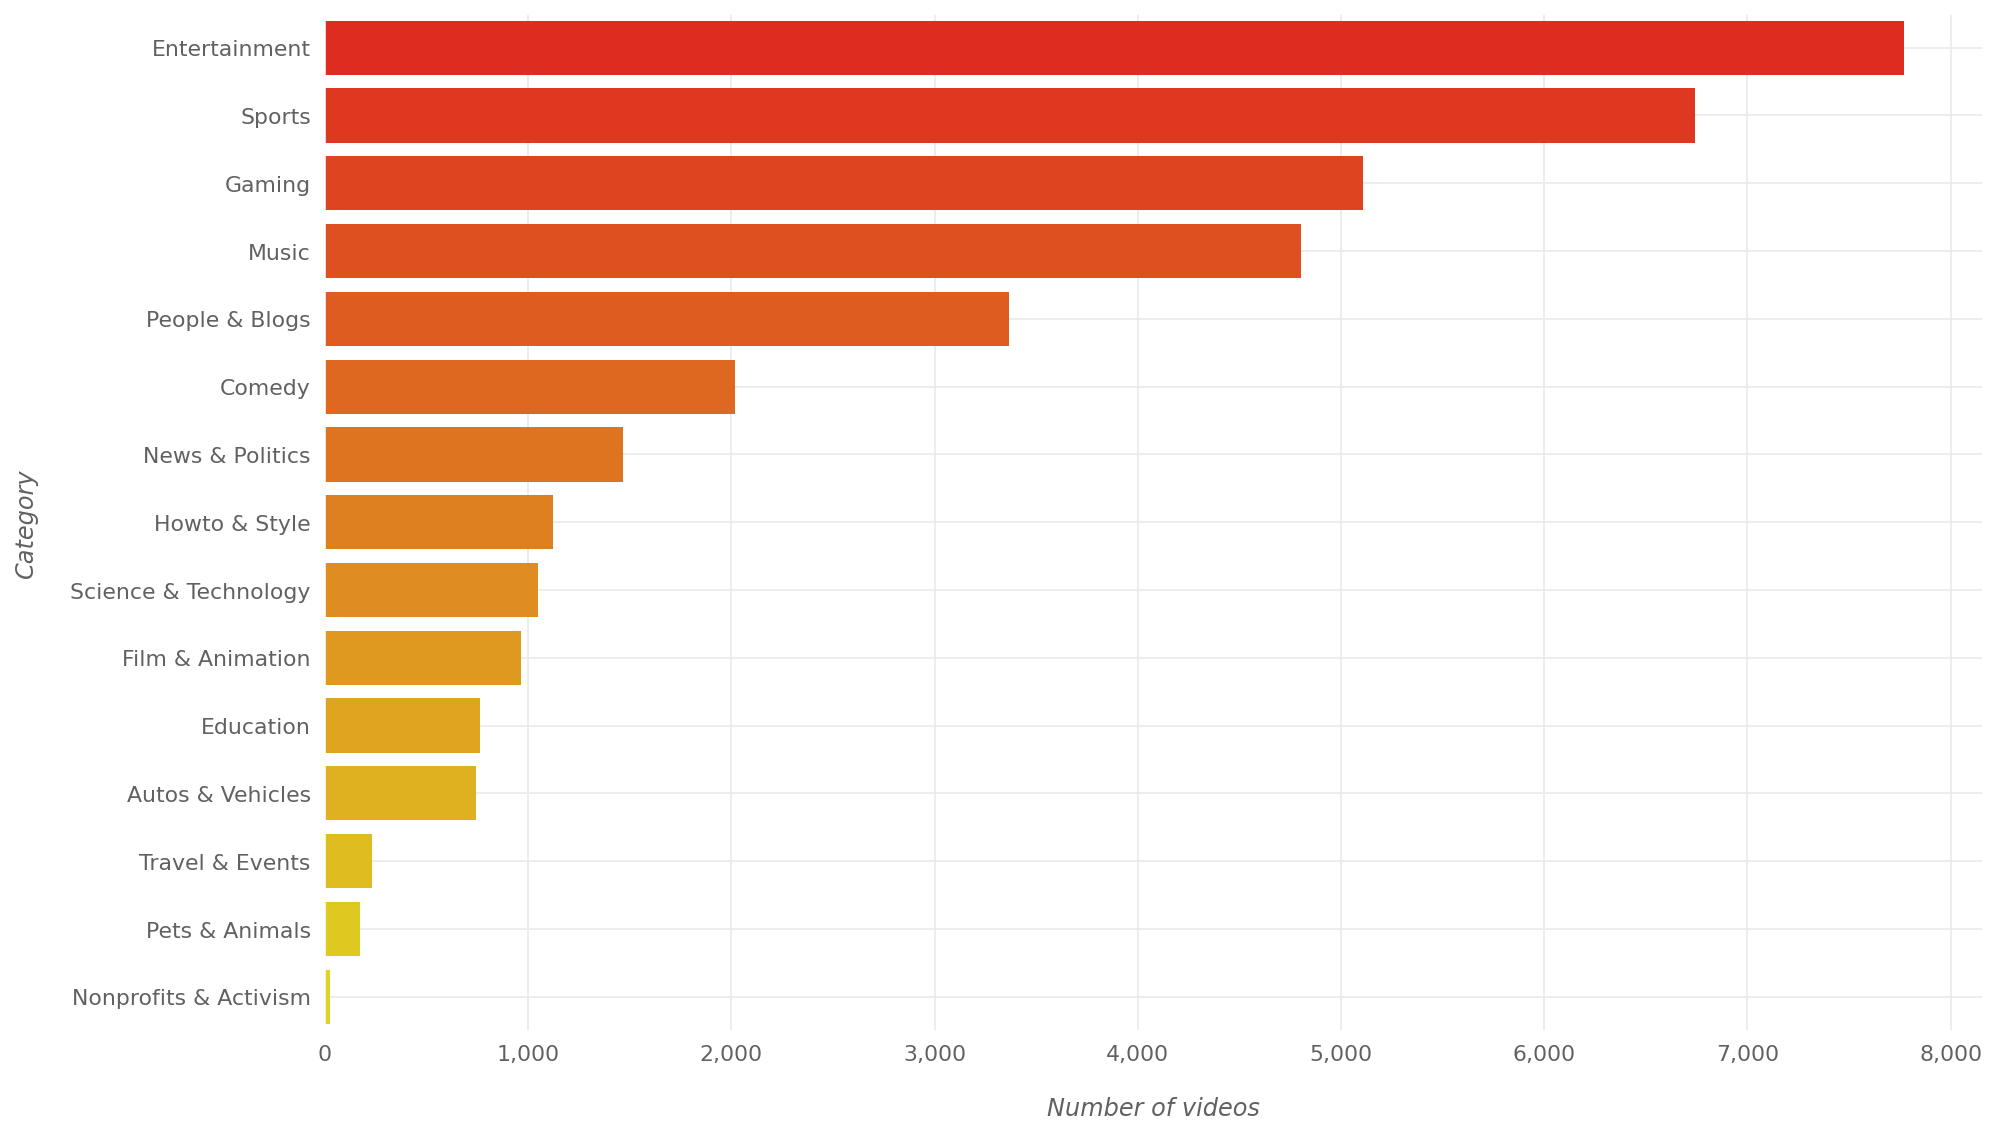 Entertainment
Sports
Gaming
Music
People & Blogs
Comedy
News & Politics
Howto & Style
Science & Technology
Film & Animation
Education
Autos & Vehicles
Travel & Events
Pets & Animals
Nonprofits & Activism
Category
0 1,000 2,000 3,000 4,000 5,000 6,000 7,000 8,000
Number of videos